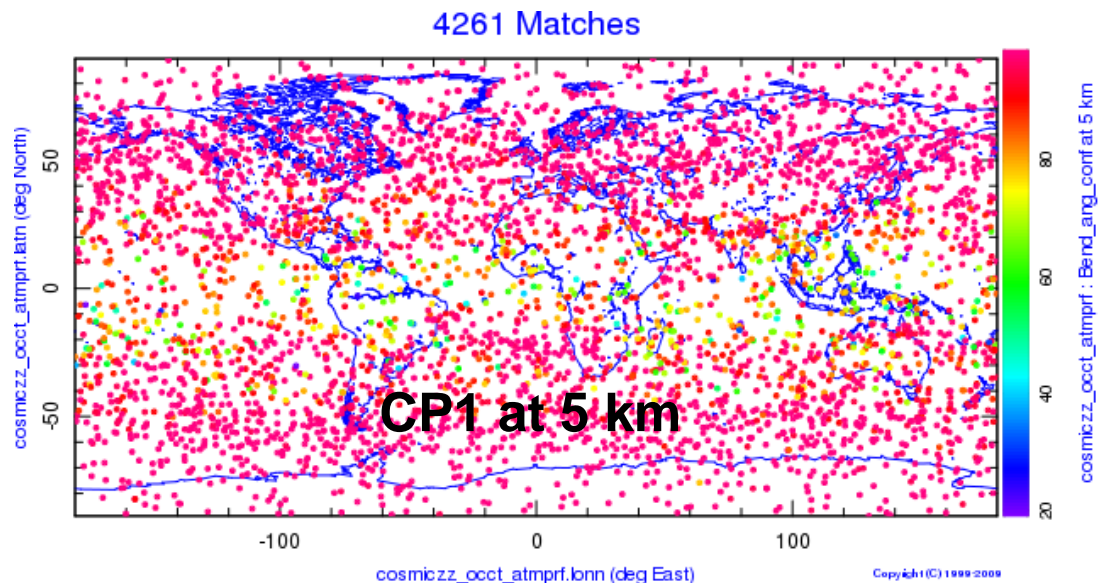 4261 Matches
cosmiczz_occt_atmprf.latn (deg North)
50
0
-50
CP1 at 5 km
-100
0
100
cosmiczz_occt_atmprf.lonn (deg East)
80
60
40
20
cosmiczz_occt_atmprf : Bend_ang_conf at 5 km
Copyright (C) 1999-2009